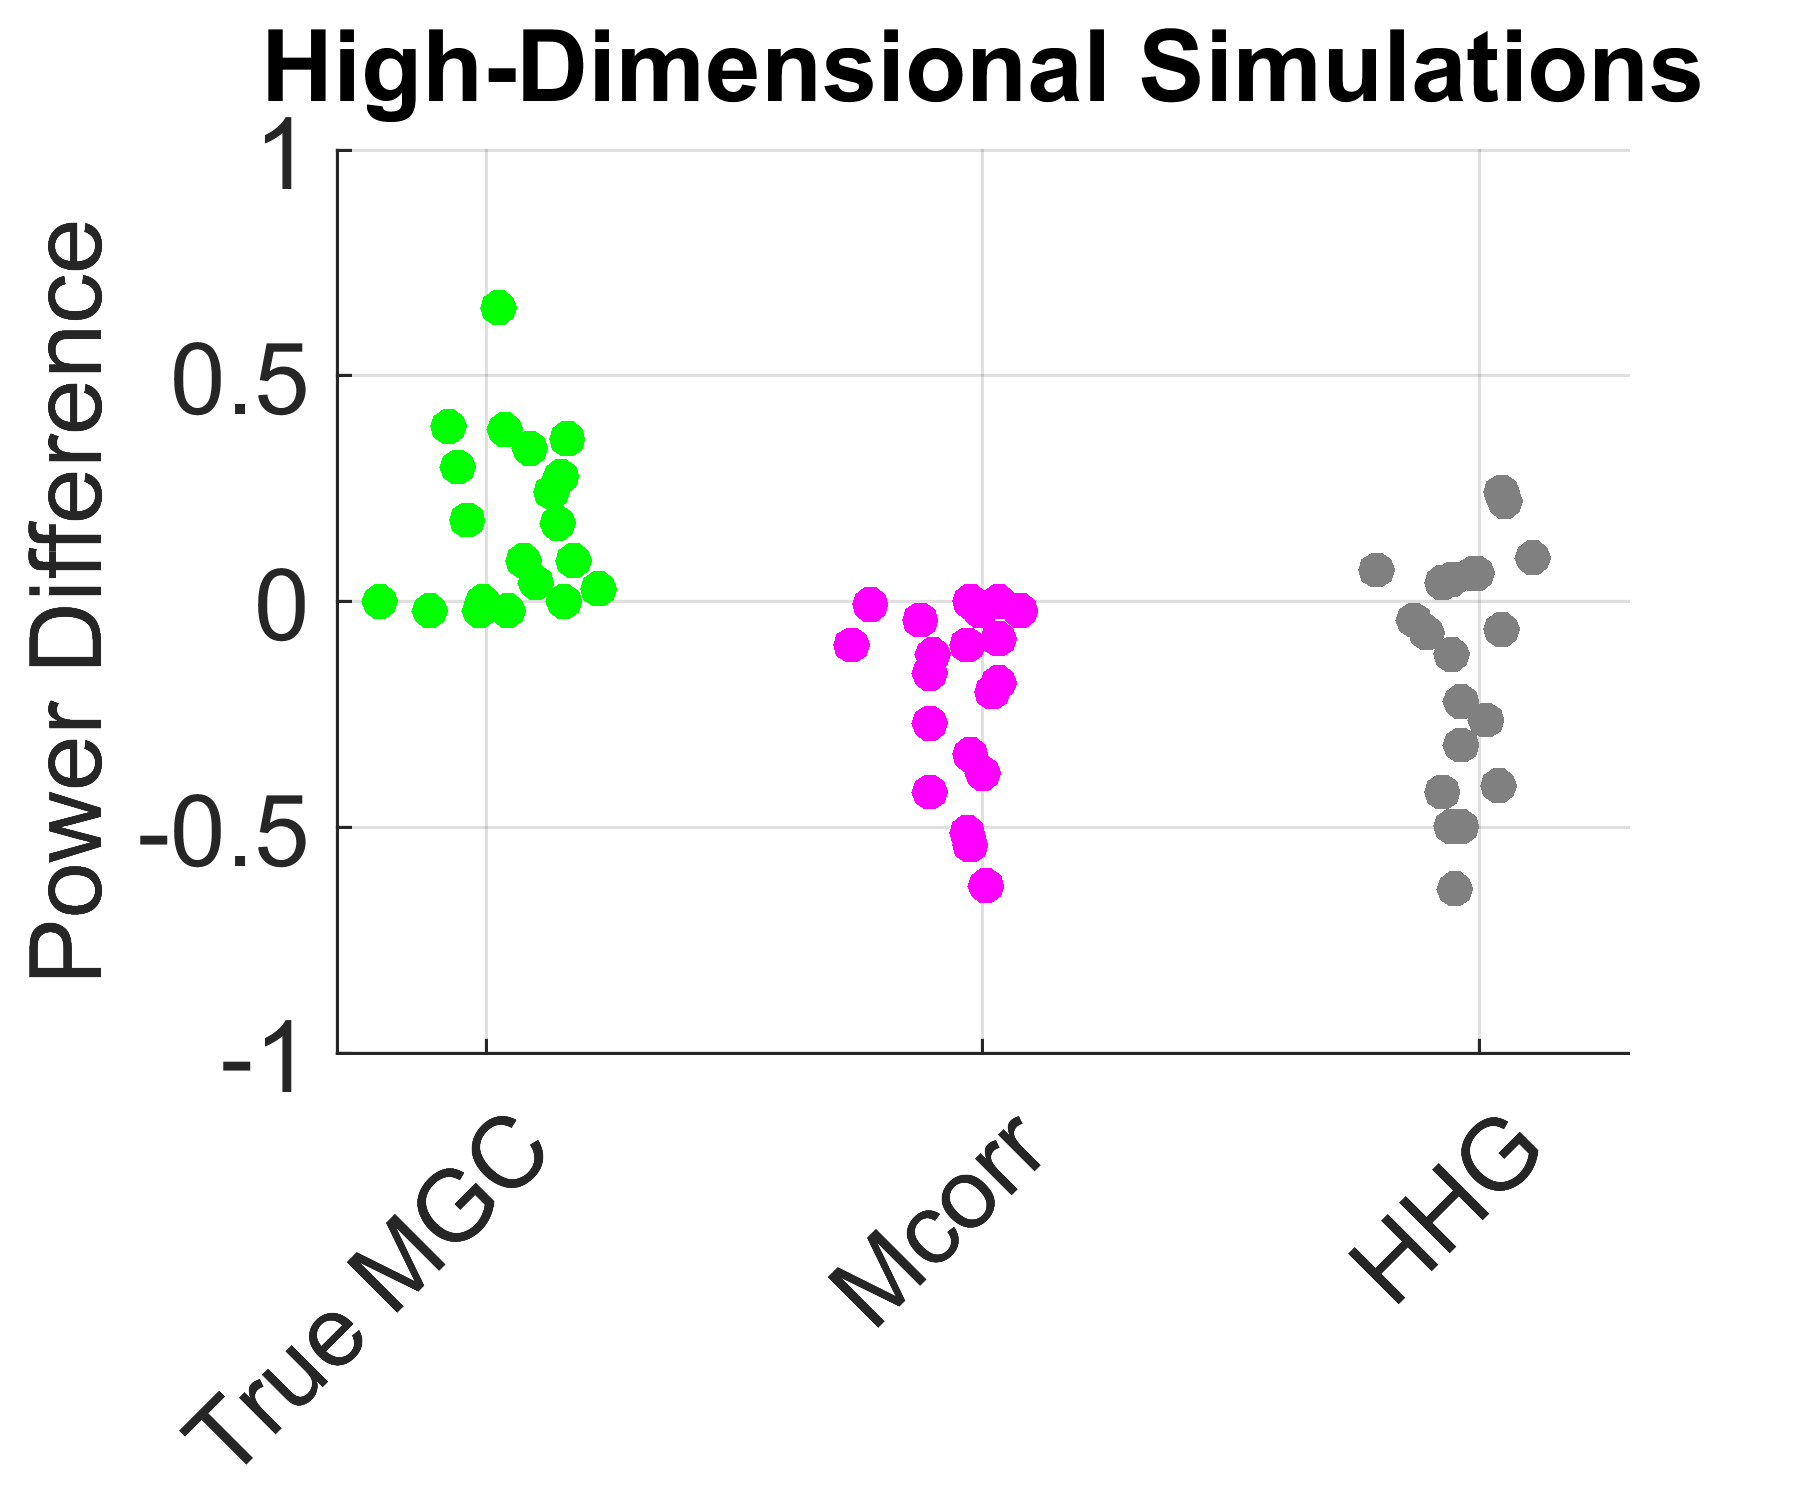 High-Dimensional Simulations
Power Difference
1
0.5
0
-0.5
-1
True MGC
Mcorr
HHG